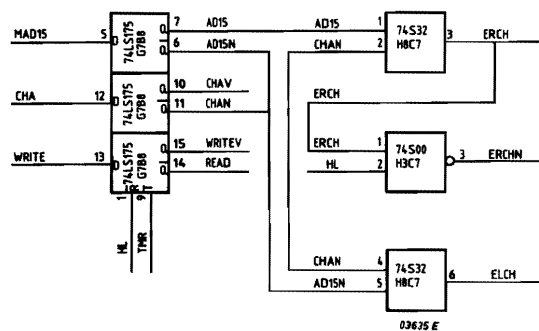 MAD15 5 D 74LS175 G7B8 Q 7 AD15
Q 6 AD15N
CHA 12 D 74LS175 G7B8 Q 10 CHAV
Q 11 CHAN
WRITE 13 D 74LS175 G7B8 Q 15 WRITEV
Q 14 READ
1 R 9 T
HL TMR
AD15 1 74S32 3 ERCH
CHAN 2 H8C7
ERCH
ERCH 1 74S00
HL 2 H3C7 3 ERCHN
CHAN 4 74S32
AD15N 5 H8C7 6 ELCH
03635 E